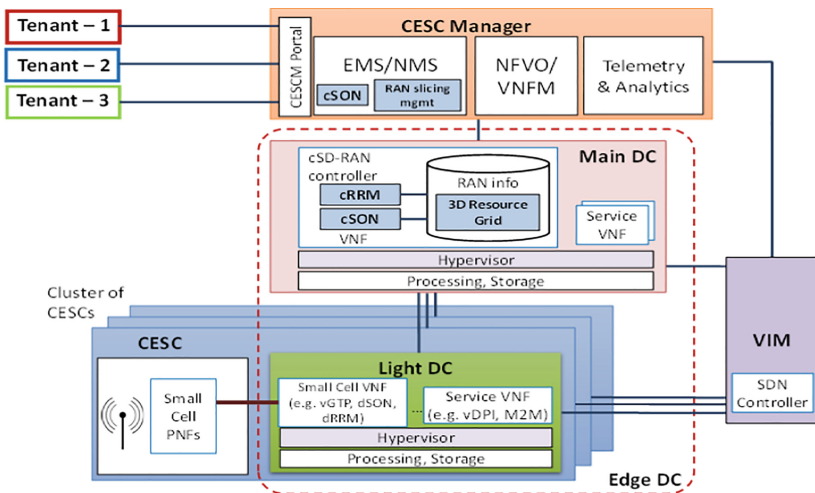 Tenant – 1
Tenant – 2
Tenant – 3
CESC Manager
CESCM Portal
EMS/NMS
cSON
RAN slicing
mgmt
NFVO/
VNFM
Telemetry
& Analytics
Main DC
cSD-RAN
controller
cRRM
cSON
VNF
RAN info
3D Resource
Grid
Service
VNF
Hypervisor
Processing, Storage
Cluster of
CESCs
CESC
Small
Cell
PNFs
Light DC
Small Cell VNF
(e.g. vGTP, dSON,
dRRM)
...
Service VNF
(e.g. vDPI, M2M)
Hypervisor
Processing, Storage
Edge DC
VIM
SDN
Controller